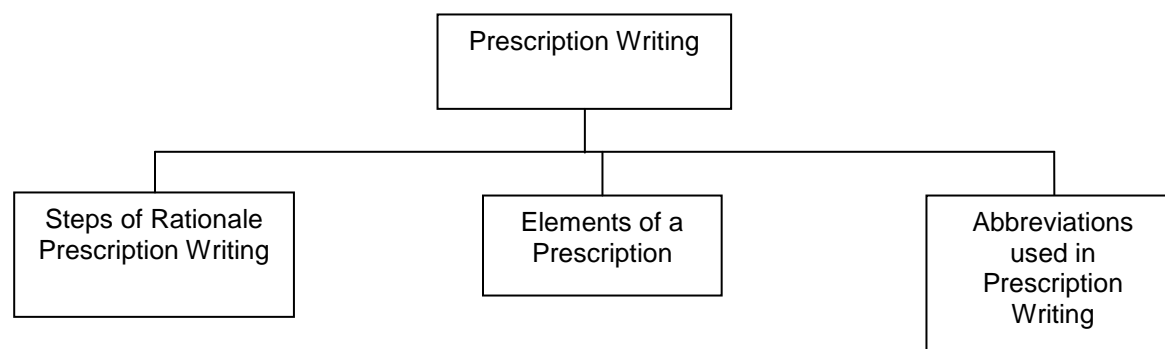 Prescription Writing
Steps of Rationale
Prescription Writing
Elements of a
Prescription
Abbreviations
used in
Prescription
Writing